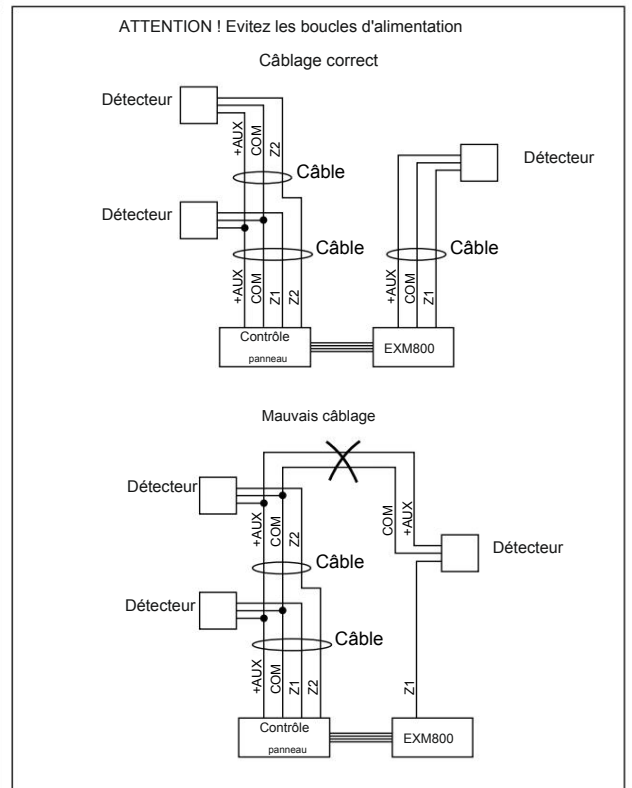 ATTENTION ! Evitez les boucles d'alimentation
Câblage correct
Détecteur
+AUX
COM
Z2
Câble
Détecteur
Câble
+AUX
COM
Z1
Z2
Contrôle
panneau
Détecteur
Câble
+AUX
COM
Z1
EXM800
Mauvais câblage
Détecteur
+AUX
COM
Z2
Câble
Détecteur
Câble
+AUX
COM
Z1
Z2
Contrôle
panneau
COM
+AUX
Détecteur
Z1
EXM800